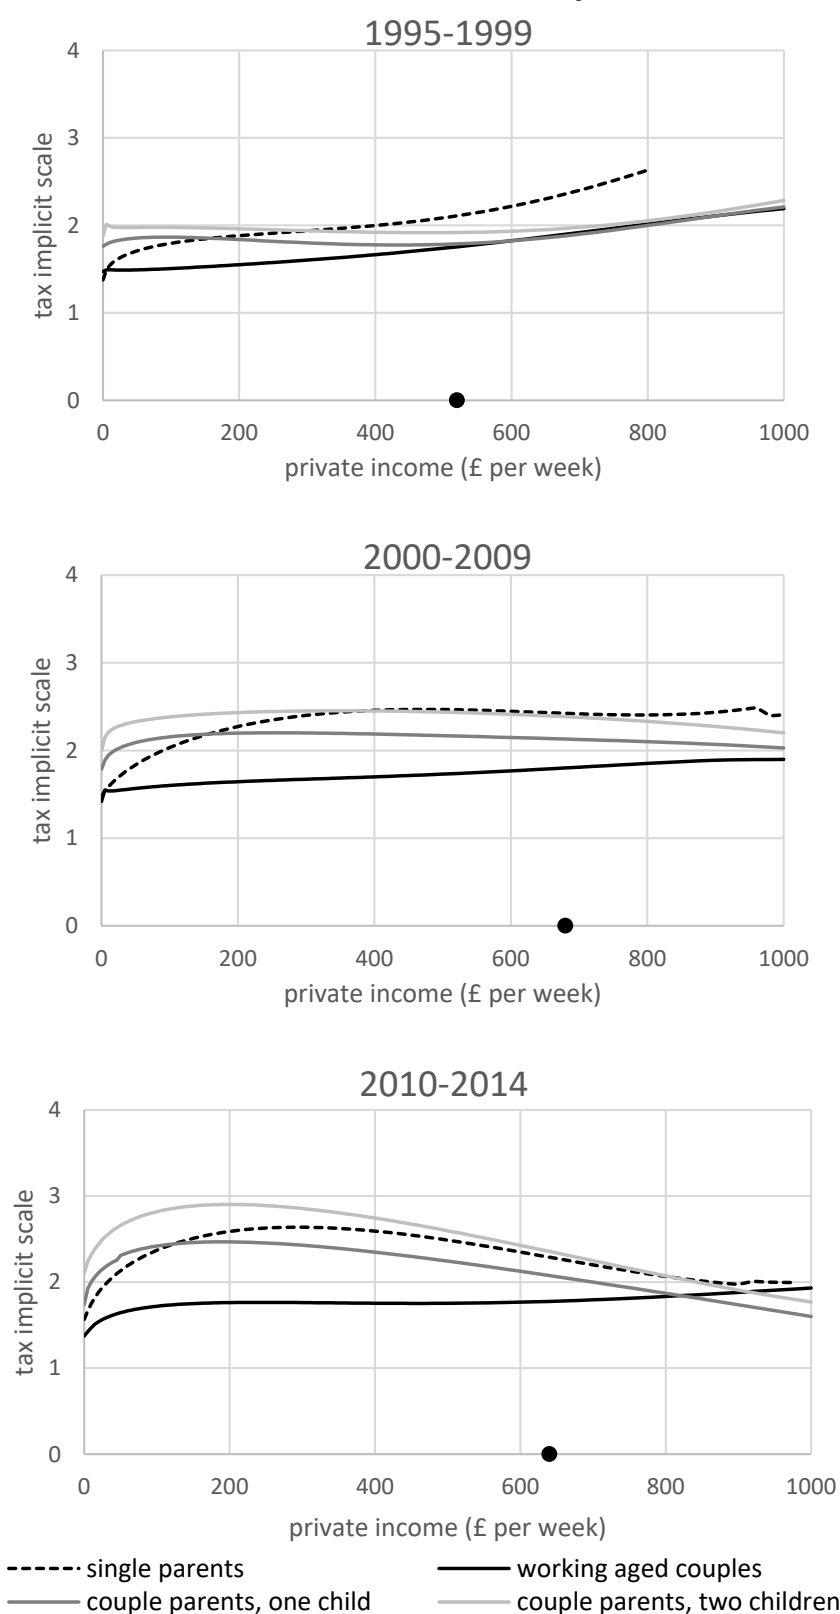 1995-1999
4
3
2
1
0
tax implicit scale
0 200 400 600 800 1000
private income (£ per week)
2000-2009
4
3
2
1
0
tax implicit scale
0 200 400 600 800 1000
private income (£ per week)
2010-2014
4
3
2
1
0
tax implicit scale
0 200 400 600 800 1000
private income (£ per week)
single parents working aged couples
couple parents, one child couple parents, two children